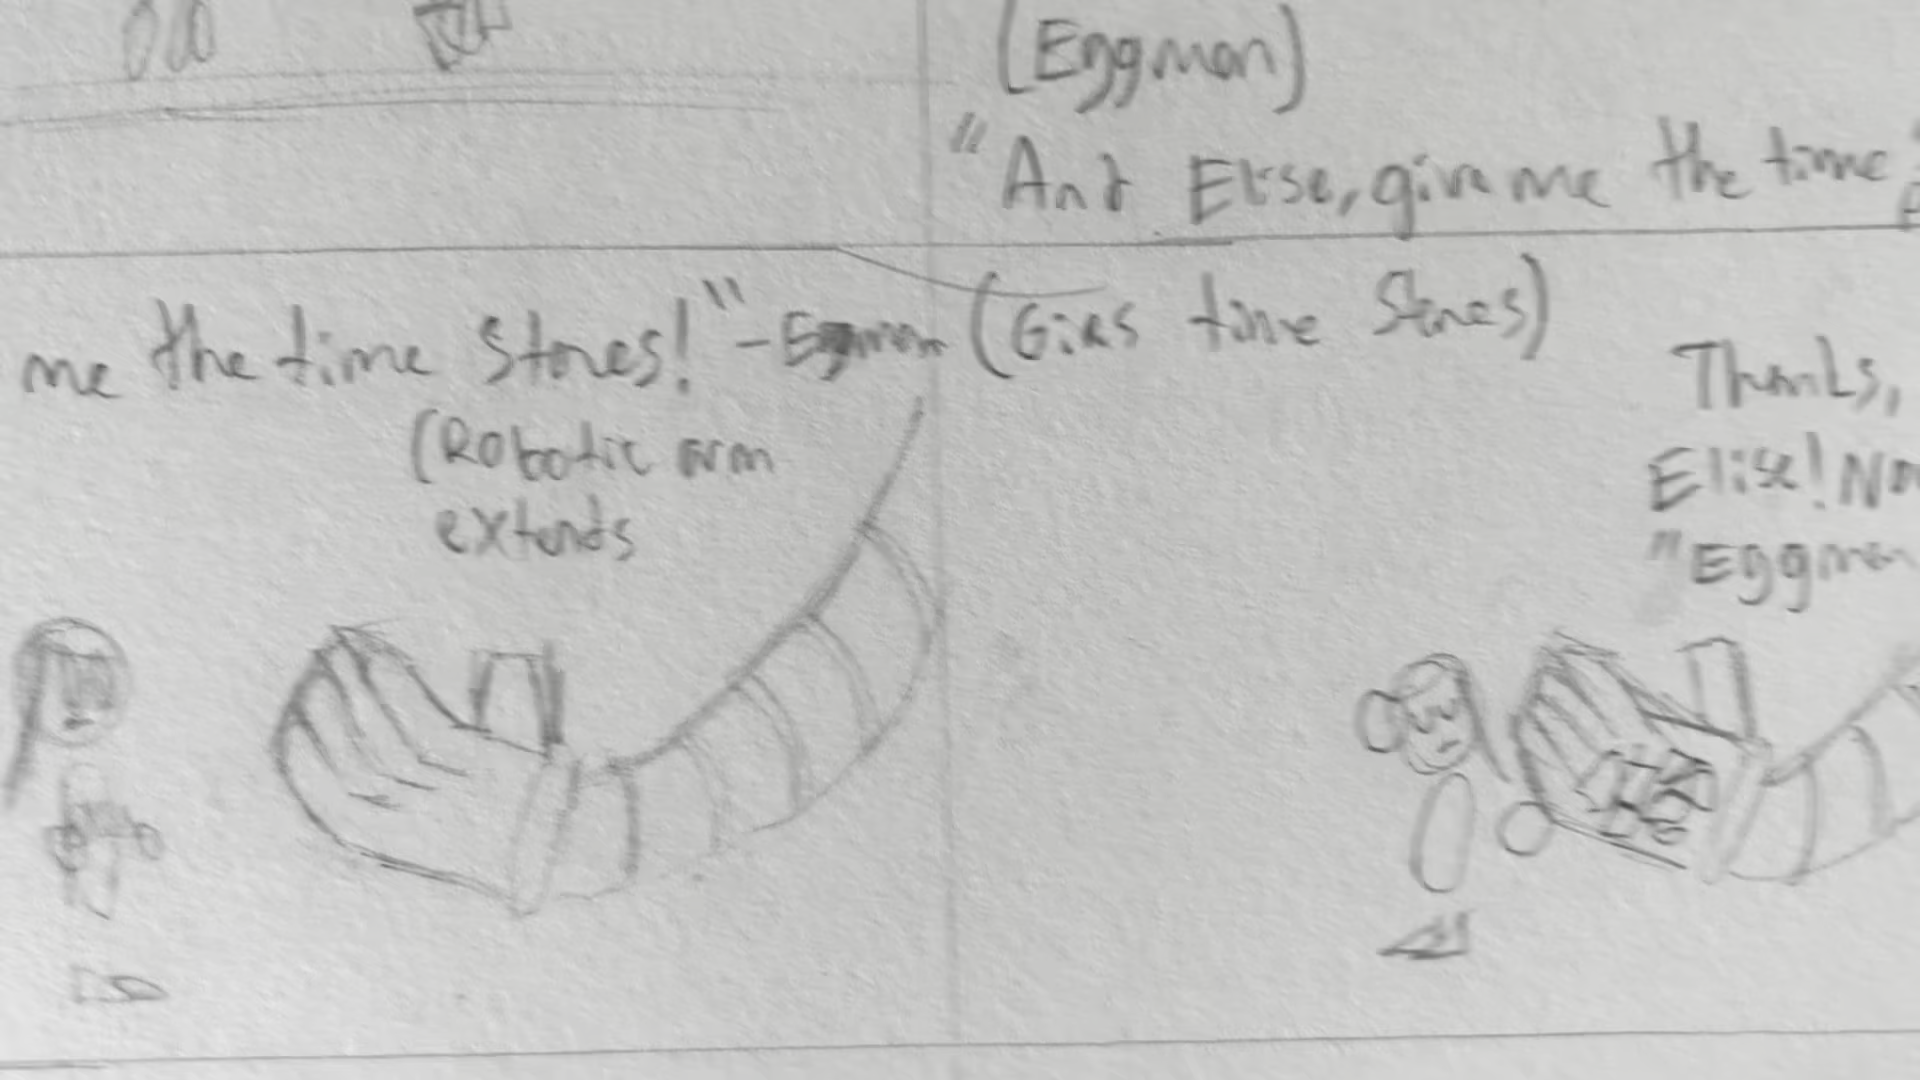 (Eggman)
"And Elise, give me the time
me the time stones!" - Eggman
(Robotic arm
extends
(Gives time stones)
Thanks,
Elise! Now
"Eggman